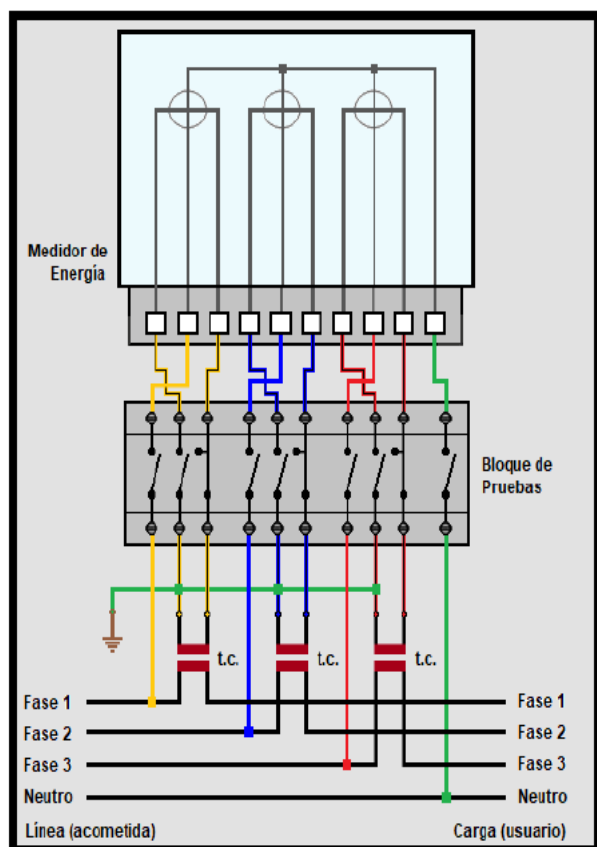 Medidor de
Energía
Bloque de
Pruebas
t.c. t.c. t.c.
Fase 1 Fase 1
Fase 2 Fase 2
Fase 3 Fase 3
Neutro Neutro
Línea (acometida) Carga (usuario)